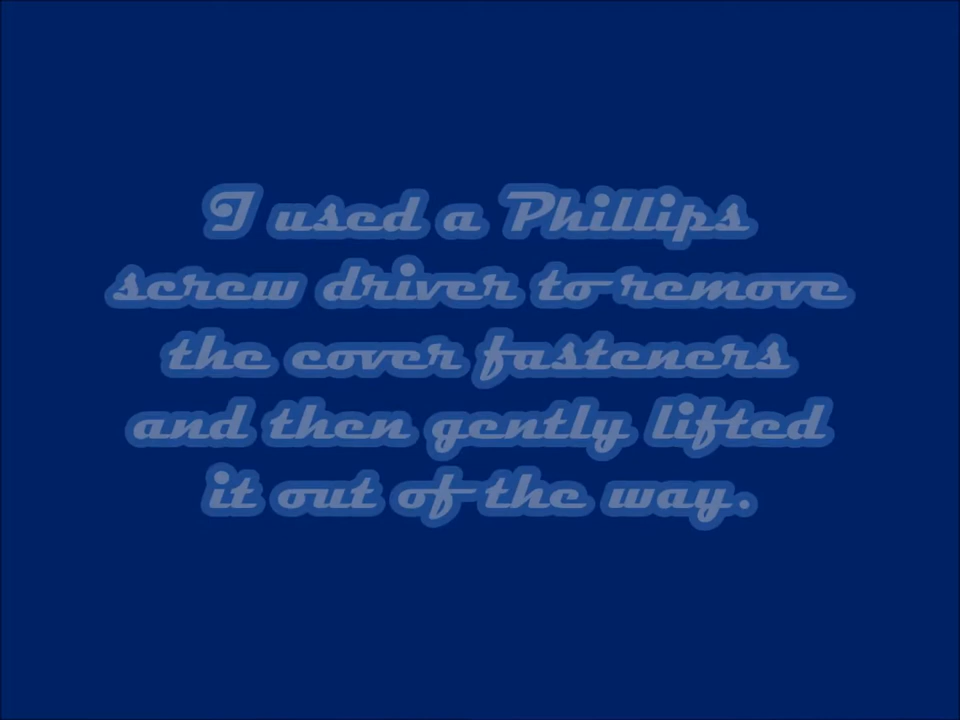 I used a Phillips
screw driver to remove
the cover fasteners
and then gently lifted
it out of the way.